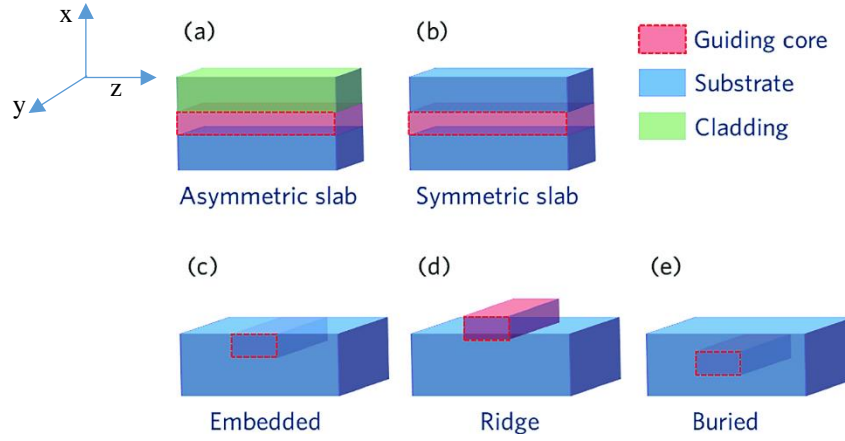 x
y
z
(a)
(b)
Guiding core
Substrate
Cladding
Asymmetric slab
Symmetric slab
(c)
(d)
(e)
Embedded
Ridge
Buried